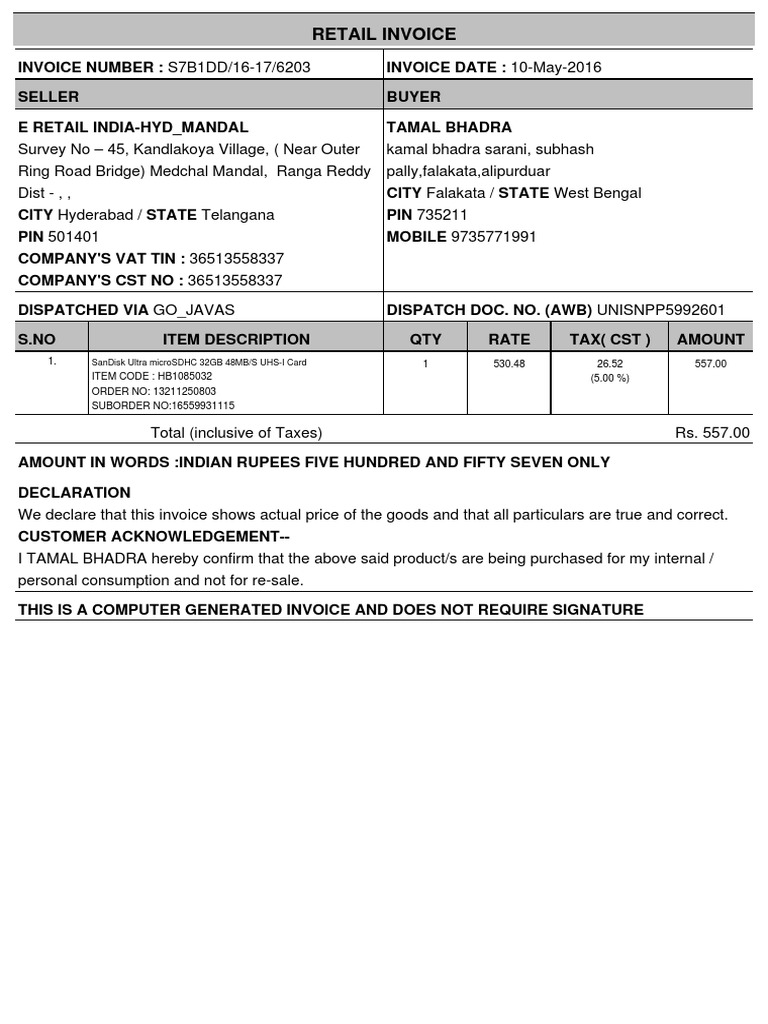 RETAIL INVOICE
INVOICE NUMBER : S7B1DD/16-17/6203
INVOICE DATE : 10-May-2016
SELLER
BUYER
E RETAIL INDIA-HYD_MANDAL
Survey No – 45, Kandlakoya Village, ( Near Outer
Ring Road Bridge) Medchal Mandal,  Ranga Reddy
Dist - , ,
CITY Hyderabad / STATE Telangana
PIN 501401
COMPANY'S VAT TIN : 36513558337
COMPANY'S CST NO : 36513558337
TAMAL BHADRA
kamal bhadra sarani, subhash
pally,falakata,alipurduar
CITY Falakata / STATE West Bengal
PIN 735211
MOBILE 9735771991
DISPATCHED VIA GO_JAVAS
DISPATCH DOC. NO. (AWB) UNISNPP5992601
S.NO ITEM DESCRIPTION QTY RATE TAX( CST ) AMOUNT
1. SanDisk Ultra microSDHC 32GB 48MB/S UHS-I Card 1 530.48 26.52 557.00
ITEM CODE : HB1085032 (5.00 %)
ORDER NO: 13211250803
SUBORDER NO:16559931115
Total (inclusive of Taxes) Rs. 557.00
AMOUNT IN WORDS :INDIAN RUPEES FIVE HUNDRED AND FIFTY SEVEN ONLY
DECLARATION
We declare that this invoice shows actual price of the goods and that all particulars are true and correct.
CUSTOMER ACKNOWLEDGEMENT--
I TAMAL BHADRA hereby confirm that the above said product/s are being purchased for my internal /
personal consumption and not for re-sale.
THIS IS A COMPUTER GENERATED INVOICE AND DOES NOT REQUIRE SIGNATURE